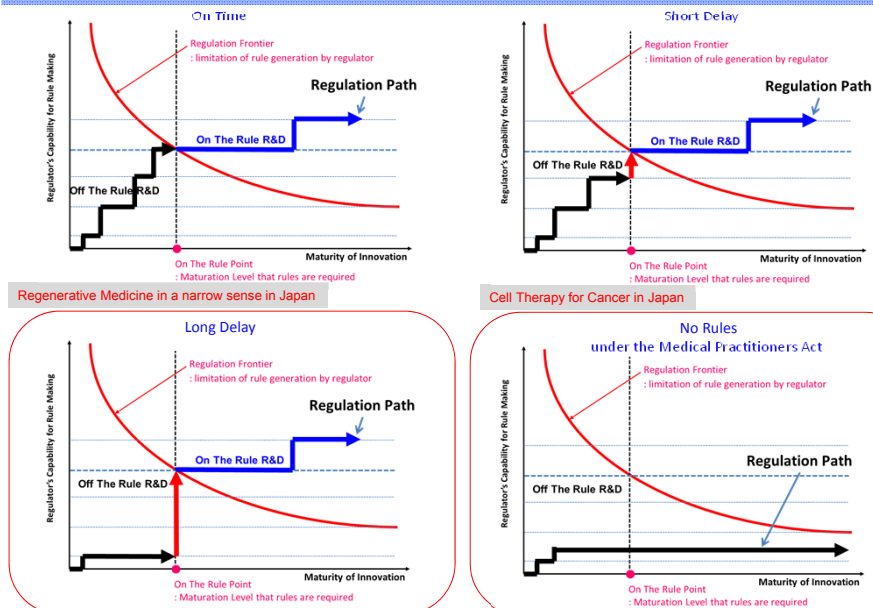 On Time
Regulator's Capability for Rule Making
Regulation Frontier
: limitation of rule generation by regulator
Regulation Path
On The Rule R&D
Off The Rule R&D
Maturity of Innovation
On The Rule Point
: Maturation Level that rules are required
Short Delay
Regulator's Capability for Rule Making
Regulation Frontier
: limitation of rule generation by regulator
Regulation Path
On The Rule R&D
Off The Rule R&D
Maturity of Innovation
On The Rule Point
: Maturation Level that rules are required
Regenerative Medicine in a narrow sense in Japan
Long Delay
Regulator's Capability for Rule Making
Regulation Frontier
: limitation of rule generation by regulator
Regulation Path
On The Rule R&D
Off The Rule R&D
Maturity of Innovation
On The Rule Point
: Maturation Level that rules are required
Cell Therapy for Cancer in Japan
No Rules
under the Medical Practitioners Act
Regulator's Capability for Rule Making
Regulation Frontier
: limitation of rule generation by regulator
Regulation Path
Off The Rule R&D
Maturity of Innovation
On The Rule Point
: Maturation Level that rules are required